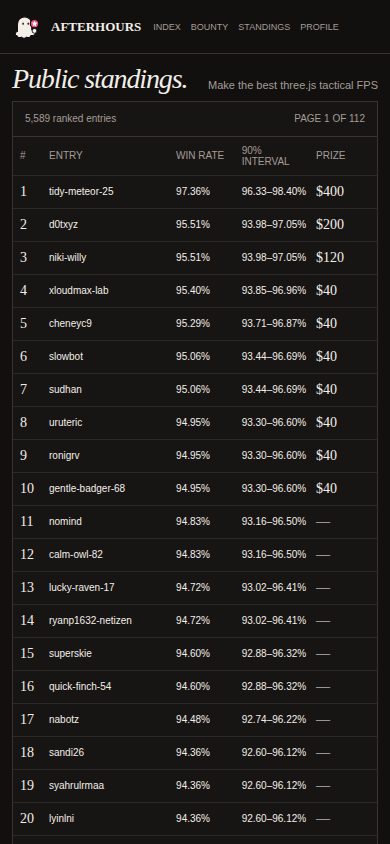 AFTERHOURS INDEX BOUNTY STANDINGS PROFILE
Public standings. Make the best three.js tactical FPS
5,589 ranked entries PAGE 1 OF 112
# ENTRY WIN RATE 90% INTERVAL PRIZE
1 tidy-meteor-25 97.36% 96.33–98.40% $400
2 d0txyz 95.51% 93.98–97.05% $200
3 niki-willy 95.51% 93.98–97.05% $120
4 xloudmax-lab 95.40% 93.85–96.96% $40
5 cheneyc9 95.29% 93.71–96.87% $40
6 slowbot 95.06% 93.44–96.69% $40
7 sudhan 95.06% 93.44–96.69% $40
8 uruteric 94.95% 93.30–96.60% $40
9 ronigrv 94.95% 93.30–96.60% $40
10 gentle-badger-68 94.95% 93.30–96.60% $40
11 nomind 94.83% 93.16–96.50% —
12 calm-owl-82 94.83% 93.16–96.50% —
13 lucky-raven-17 94.72% 93.02–96.41% —
14 ryanp1632-netizen 94.72% 93.02–96.41% —
15 superskie 94.60% 92.88–96.32% —
16 quick-finch-54 94.60% 92.88–96.32% —
17 nabotz 94.48% 92.74–96.22% —
18 sandi26 94.36% 92.60–96.12% —
19 syahrulrmaa 94.36% 92.60–96.12% —
20 lyinlni 94.36% 92.60–96.12% —